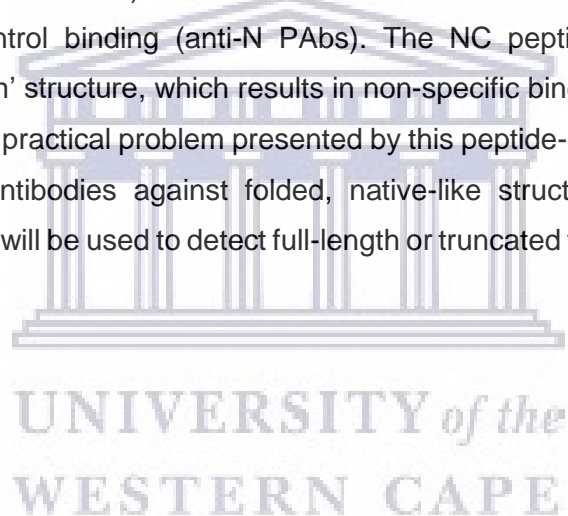 ntrol binding (anti-N PAbs). The NC pepti
n’ structure, which results in non-specific bin
practical problem presented by this peptide-
ntibodies against folded, native-like struct
will be used to detect full-length or truncated
UNIVERSITY of the
WESTERN CAPE